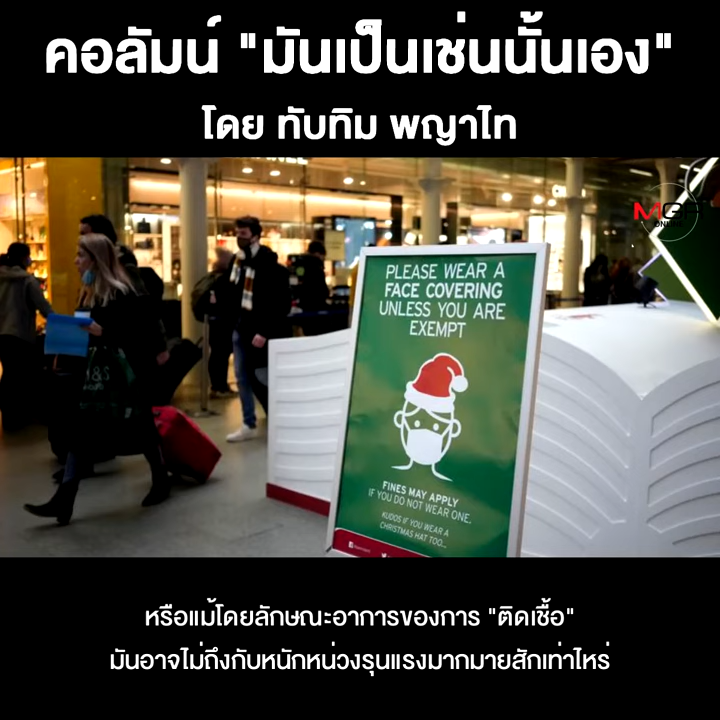 คอลัมน์ "มันเป็นเช่นนั้นเอง"
โดย ทับทิม พญาไท
MGR
ONLINE
PLEASE WEAR A
FACE COVERING
UNLESS YOU ARE
EXEMPT
FINES MAY APPLY
IF YOU DO NOT WEAR ONE.
KUDOS IF YOU WEAR A
CHRISTMAS HAT TOO...
&S
หรือแม้โดยลักษณะอาการของการ "ติดเชื้อ"
มันอาจไม่ถึงกับหนักหน่วงรุนแรงมากมายสักเท่าไหร่